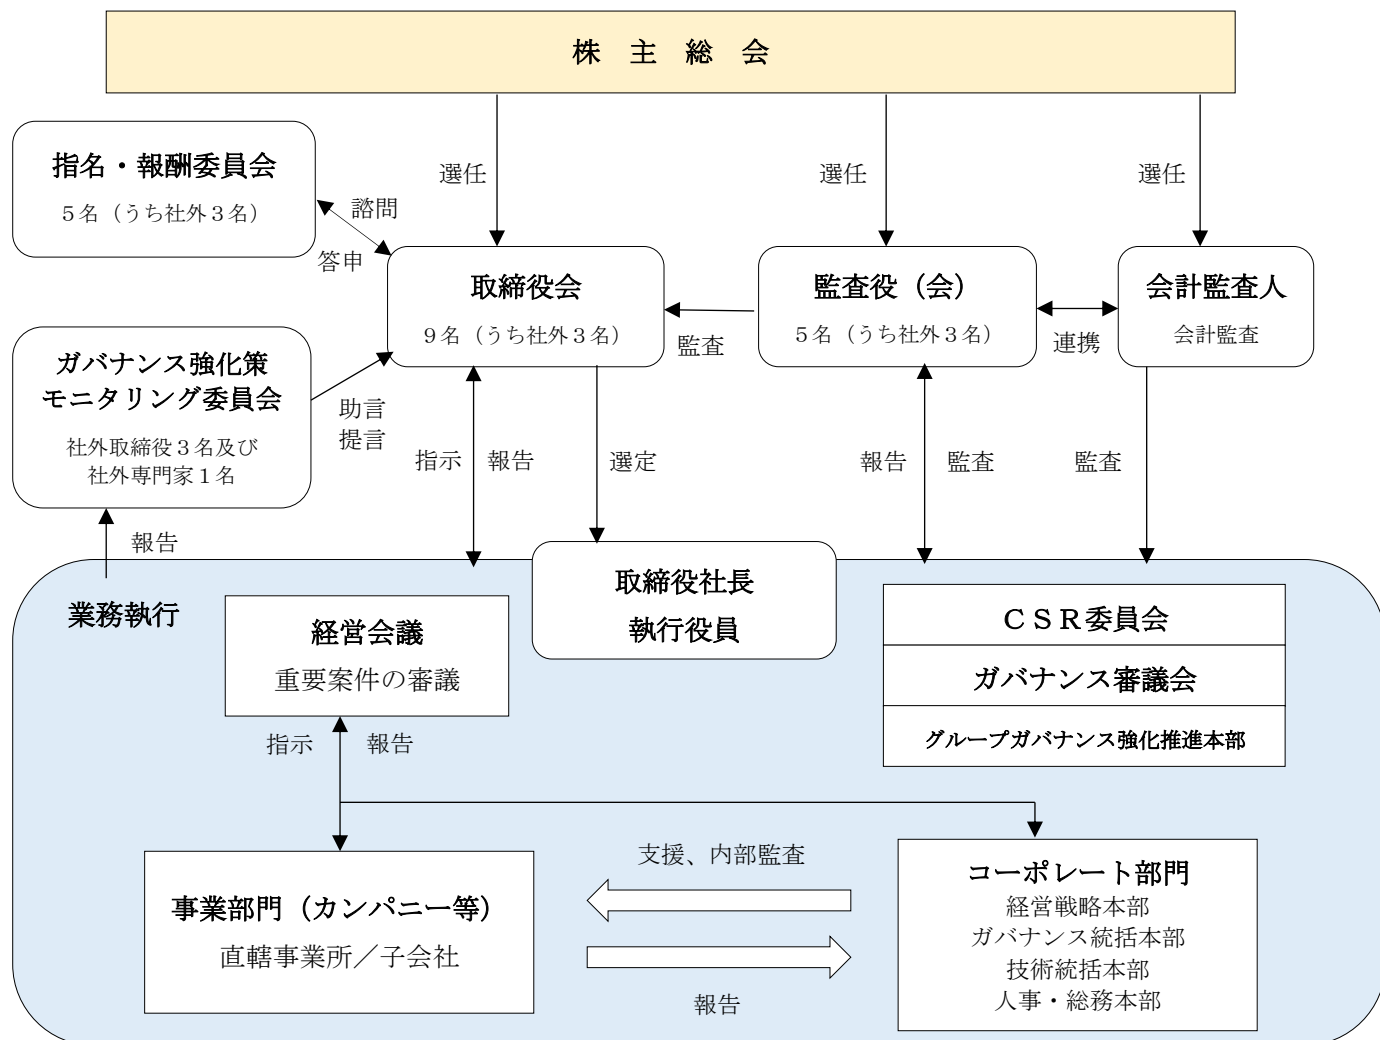 株　主　総　会
選任
選任
選任
指名・報酬委員会
５名（うち社外３名）
諮問
答申
取締役会
９名（うち社外３名）
監査
監査役（会）
５名（うち社外３名）
連携
会計監査人
会計監査
ガバナンス強化策
モニタリング委員会
社外取締役３名及び
社外専門家１名
助言
提言
指示
報告
選定
報告
監査
監査
報告
業務執行
取締役社長
執行役員
経営会議
重要案件の審議
ＣＳＲ委員会
ガバナンス審議会
グループガバナンス強化推進本部
指示
報告
事業部門（カンパニー等）
直轄事業所／子会社
支援、内部監査
報告
コーポレート部門
経営戦略本部
ガバナンス統括本部
技術統括本部
人事・総務本部